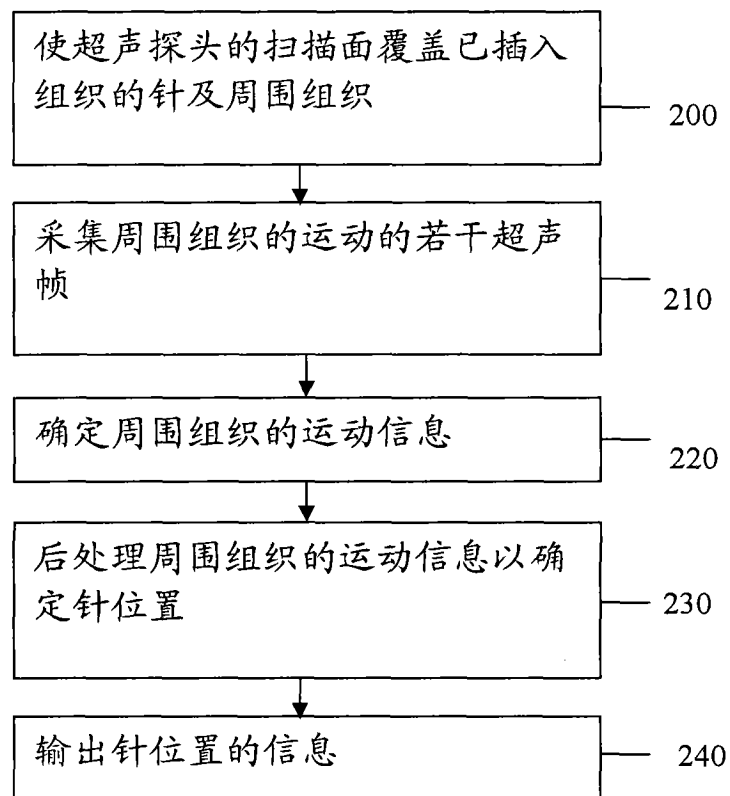 使超声探头的扫描面覆盖已插入
组织的针及周围组织
200
采集周围组织的运动的若干超声
帧
210
确定周围组织的运动信息
220
后处理周围组织的运动信息以确
定针位置
230
输出针位置的信息
240